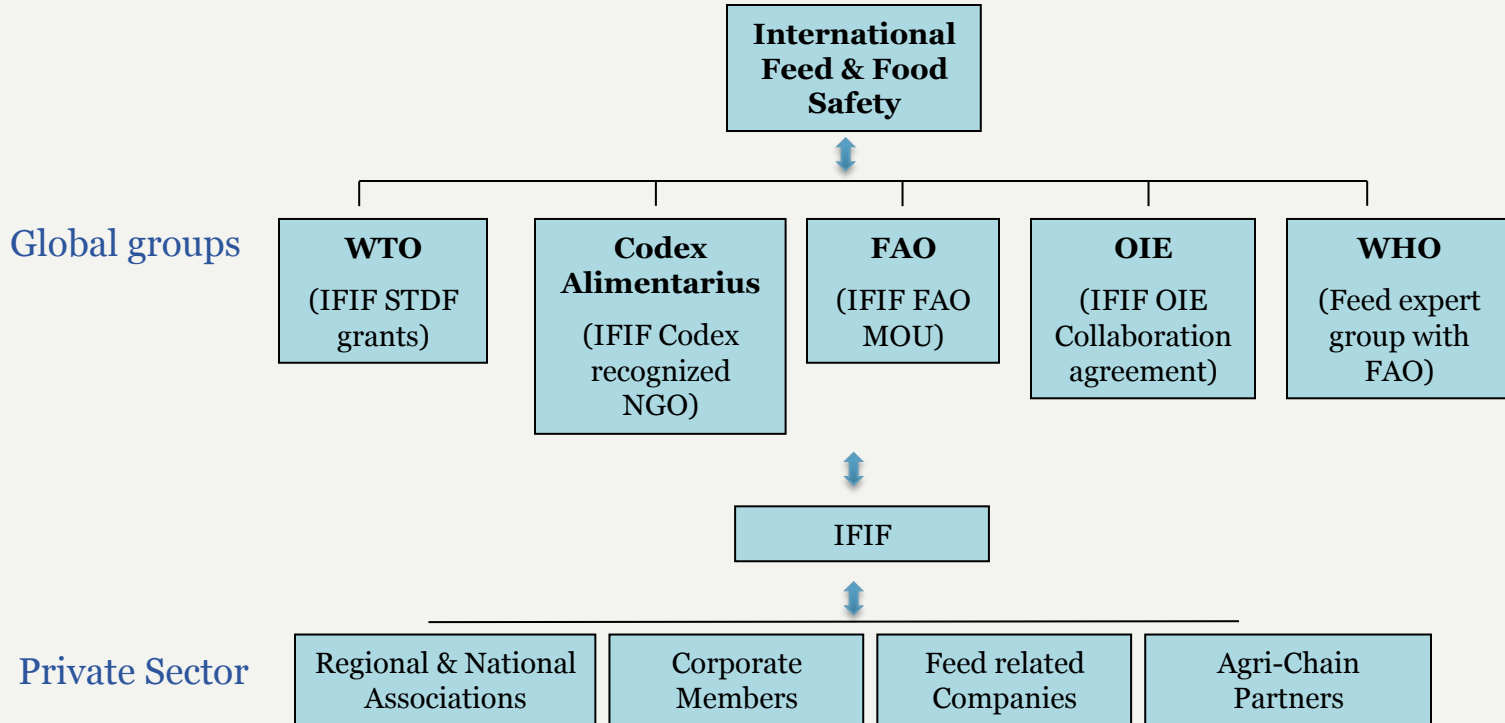 International
Feed & Food
Safety
Global groups
WTO
(IFIF STDF
grants)
Codex
Alimentarius
(IFIF Codex
recognized
NGO)
FAO
(IFIF FAO
MOU)
OIE
(IFIF OIE
Collaboration
agreement)
WHO
(Feed expert
group with
FAO)
IFIF
Private Sector
Regional & National
Associations
Corporate
Members
Feed related
Companies
Agri-Chain
Partners